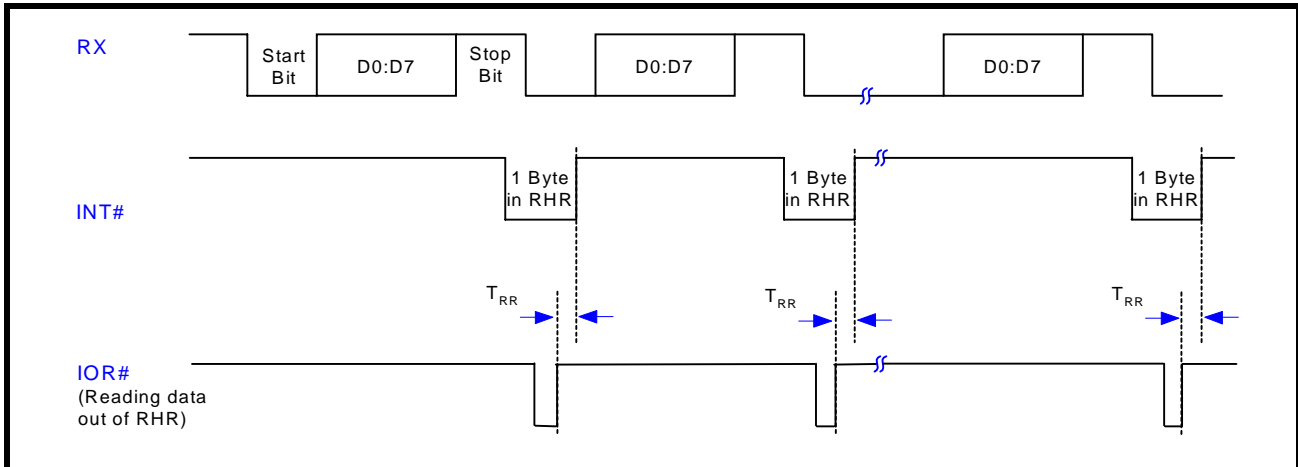 RX
Start
Bit
D0:D7
Stop
Bit
D0:D7
D0:D7
INT#
1 Byte
in RHR
1 Byte
in RHR
1 Byte
in RHR
TRR
TRR
TRR
IOR#
(Reading data
out of RHR)